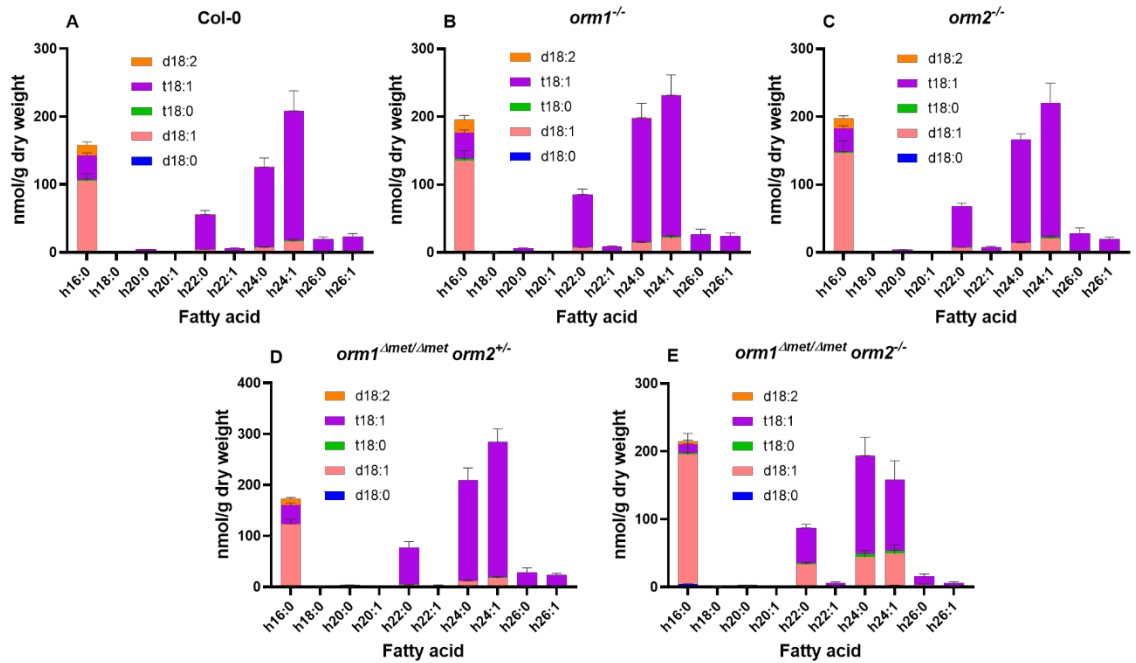 A
Col-0
300
200
100
0
nmol/g dry weight
d18:2
t18:1
t18:0
d18:1
d18:0
h16:0
h18:0
h20:0
h20:1
h22:0
h22:1
h24:0
h24:1
h26:0
h26:1
Fatty acid
B
orm1-/-
300
200
100
0
nmol/g dry weight
d18:2
t18:1
t18:0
d18:1
d18:0
h16:0
h18:0
h20:0
h20:1
h22:0
h22:1
h24:0
h24:1
h26:0
h26:1
Fatty acid
C
orm2-/-
300
200
100
0
nmol/g dry weight
d18:2
t18:1
t18:0
d18:1
d18:0
h16:0
h18:0
h20:0
h20:1
h22:0
h22:1
h24:0
h24:1
h26:0
h26:1
Fatty acid
D
orm1Δmet/Δmet orm2+/-
400
300
200
100
0
nmol/g dry weight
d18:2
t18:1
t18:0
d18:1
d18:0
h16:0
h18:0
h20:0
h20:1
h22:0
h22:1
h24:0
h24:1
h26:0
h26:1
Fatty acid
E
orm1Δmet/Δmet orm2-/-
300
200
100
0
nmol/g dry weight
d18:2
t18:1
t18:0
d18:1
d18:0
h16:0
h18:0
h20:0
h20:1
h22:0
h22:1
h24:0
h24:1
h26:0
h26:1
Fatty acid